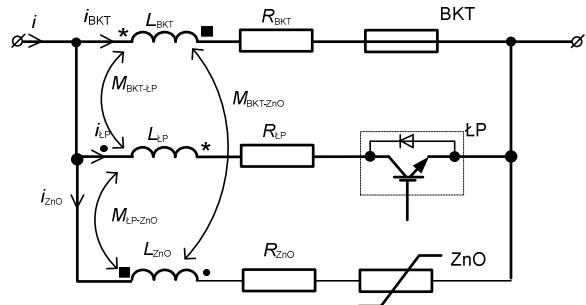 i
iBKT
* LBKT ■
RBKT
BKT
MBKT-ŁP
MBKT-ZnO
iŁP
LŁP *
RŁP
ŁP
iZnO
MŁP-ZnO
LZnO
RZnO
ZnO